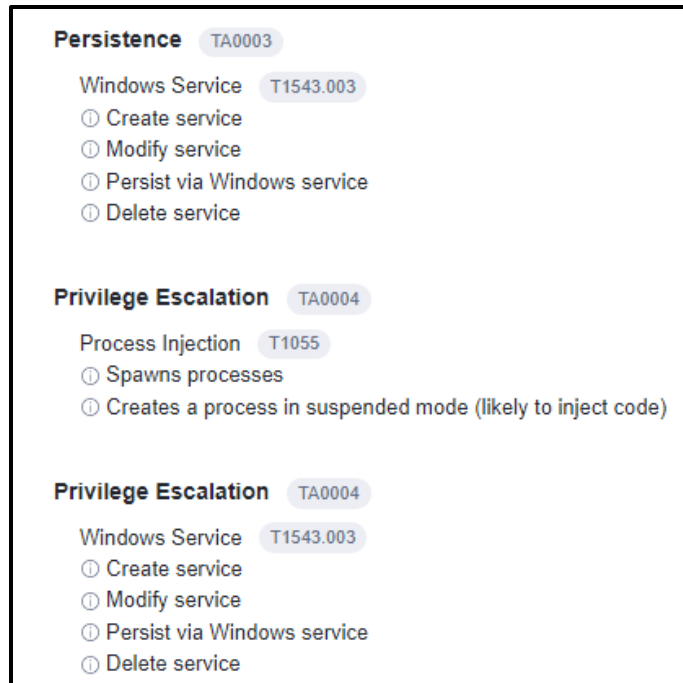 Persistence TA0003
Windows Service T1543.003
Create service
Modify service
Persist via Windows service
Delete service
Privilege Escalation TA0004
Process Injection T1055
Spawns processes
Creates a process in suspended mode (likely to inject code)
Privilege Escalation TA0004
Windows Service T1543.003
Create service
Modify service
Persist via Windows service
Delete service